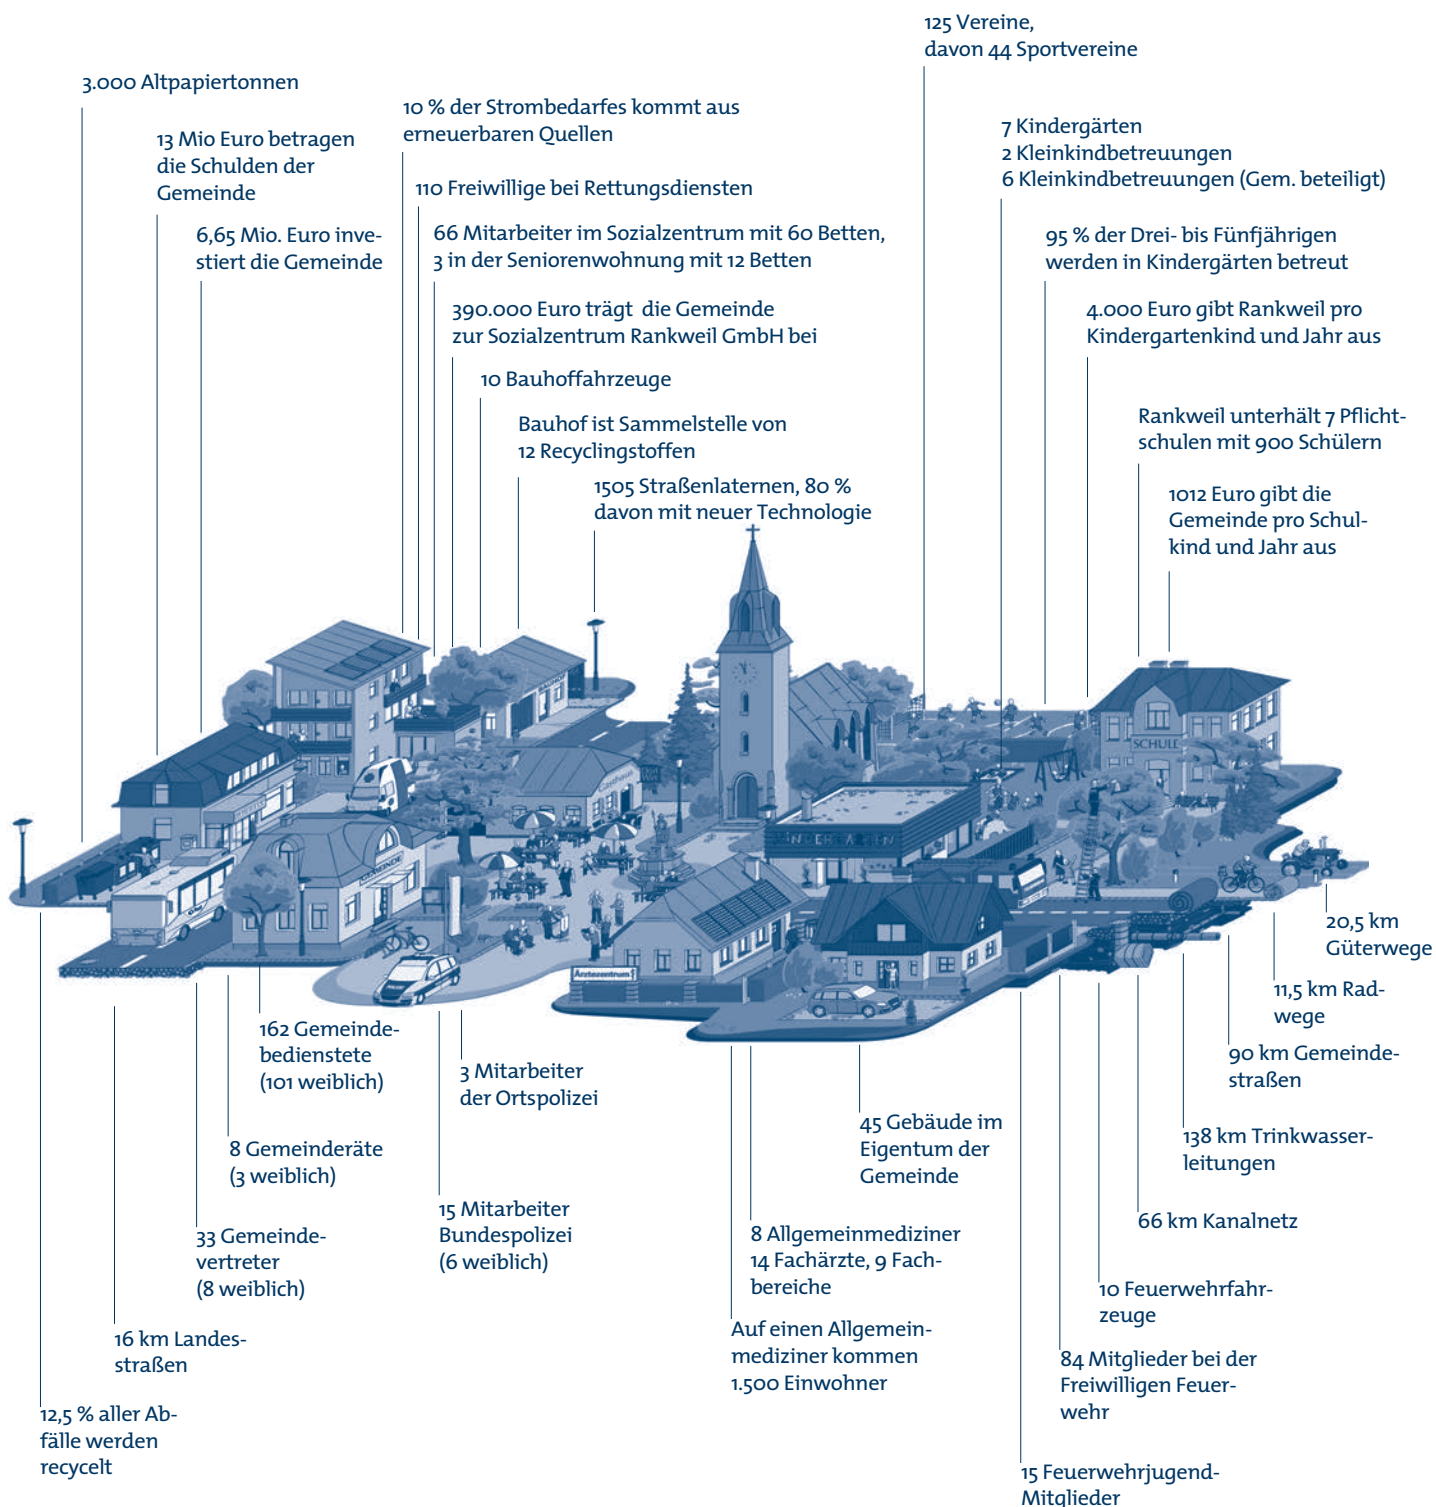 125 Vereine,
davon 44 Sportvereine
3.000 Altpapiertonnen
10 % der Strombedarfes kommt aus
erneuerbaren Quellen
7 Kindergärten
2 Kleinkindbetreuungen
6 Kleinkindbetreuungen (Gem. beteiligt)
13 Mio Euro betragen
die Schulden der
Gemeinde
110 Freiwillige bei Rettungsdiensten
6,65 Mio. Euro inve-
stiert die Gemeinde
66 Mitarbeiter im Sozialzentrum mit 60 Betten,
3 in der Seniorenwohnung mit 12 Betten
95 % der Drei- bis Fünfjährigen
werden in Kindergärten betreut
390.000 Euro trägt die Gemeinde
zur Sozialzentrum Rankweil GmbH bei
4.000 Euro gibt Rankweil pro
Kindergartenkind und Jahr aus
10 Bauhoffahrzeuge
Bauhof ist Sammelstelle von
12 Recyclingstoffen
Rankweil unterhält 7 Pflicht-
schulen mit 900 Schülern
1505 Straßenlaternen, 80 %
davon mit neuer Technologie
1012 Euro gibt die
Gemeinde pro Schul-
kind und Jahr aus
BAUHOF
SCHULE
Gasthaus
KINDERGARTEN
GEMEINDE
Ärztezentrum
20,5 km
Güterwege
11,5 km Rad-
wege
90 km Gemeinde-
straßen
162 Gemeinde-
bedienstete
(101 weiblich)
3 Mitarbeiter
der Ortspolizei
45 Gebäude im
Eigentum der
Gemeinde
138 km Trinkwasser-
leitungen
8 Gemeinderäte
(3 weiblich)
15 Mitarbeiter
Bundespolizei
(6 weiblich)
66 km Kanalnetz
33 Gemeinde-
vertreter
(8 weiblich)
8 Allgemeinmediziner
14 Fachärzte, 9 Fach-
bereiche
10 Feuerwehrfahr-
zeuge
16 km Landes-
straßen
Auf einen Allgemein-
mediziner kommen
1.500 Einwohner
84 Mitglieder bei der
Freiwilligen Feuer-
wehr
12,5 % aller Ab-
fälle werden
recycelt
15 Feuerwehrjugend-
Mitglieder